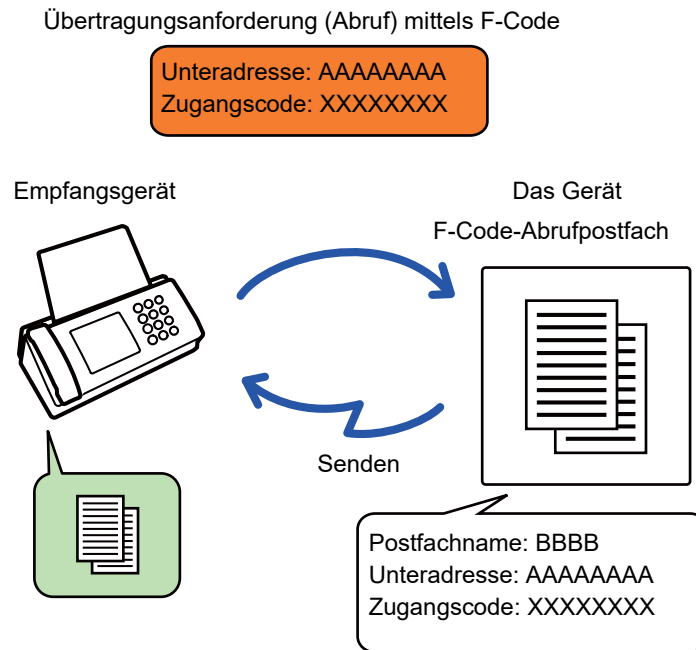 Übertragungsanforderung (Abruf) mittels F-Code
Unteradresse: AAAAAAAA
Zugangscode: XXXXXXXX
Empfangsgerät
Das Gerät
F-Code-Abrufpostfach
Senden
Postfachname: BBBB
Unteradresse: AAAAAAAA
Zugangscode: XXXXXXXX